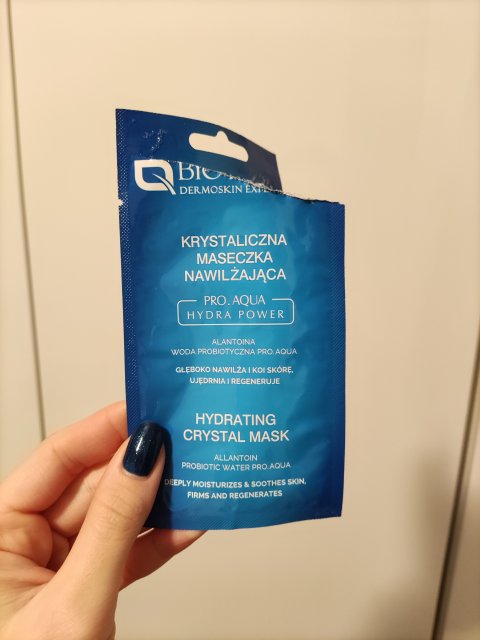 DERMOSKIN
KRYSTALICZNA
MASECZKA
NAWILŻAJĄCA
PRO. AQUA
HYDRA POWER
ALANTOINA
WODA PROBIOTYCZNA PRO.AQUA
GŁĘBOKO NAWILŻA I KOI SKÓRĘ,
UJĘDRNIA I REGENERUJE
HYDRATING
CRYSTAL MASK
ALLANTOIN
PROBIOTIC WATER PRO.AQUA
DEEPLY MOISTURIZES & SOOTHES SKIN,
FIRMS AND REGENERATES